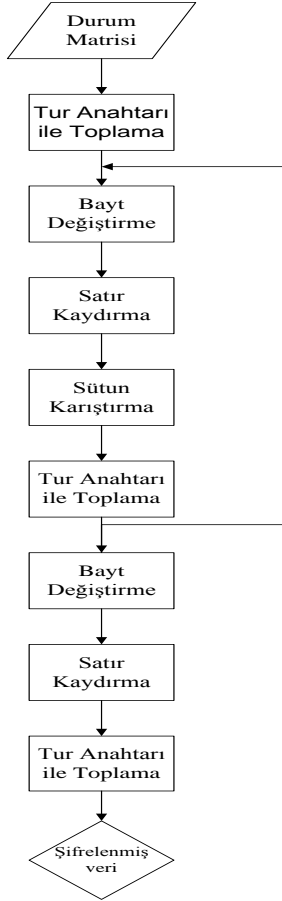 Durum
Matrisi
Tur Anahtarı
ile Toplama
Bayt
Değiştirme
Satır
Kaydırma
Sütun
Karıştırma
Tur Anahtarı
ile Toplama
Bayt
Değiştirme
Satır
Kaydırma
Tur Anahtarı
ile Toplama
Şifrelenmiş
veri